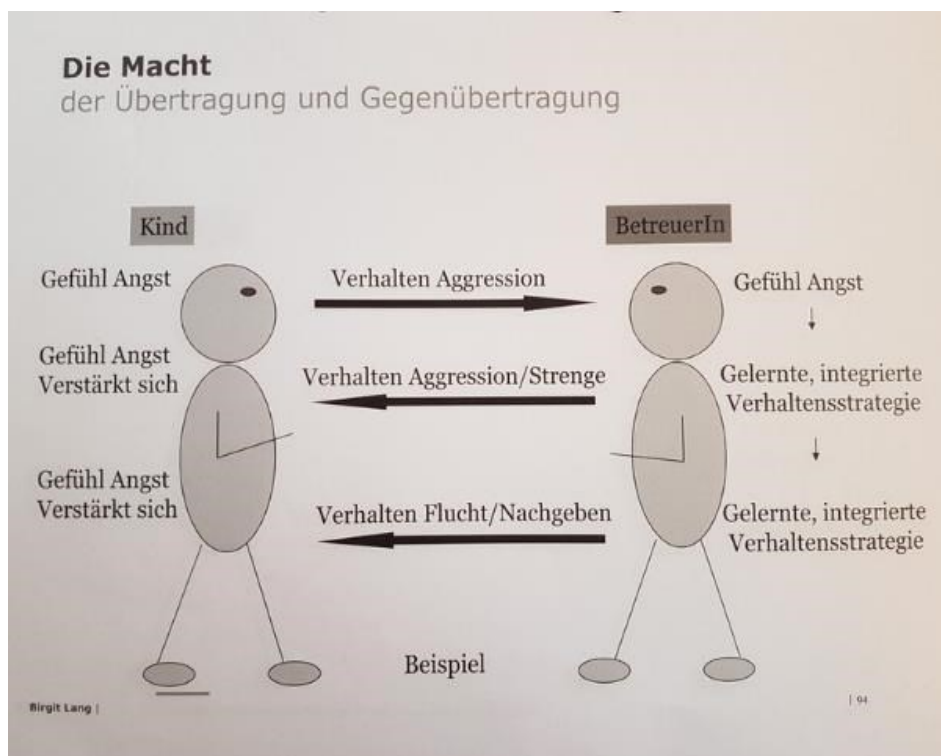 Die Macht
der Übertragung und Gegenübertragung
Kind
BetreuerIn
Gefühl Angst
Verhalten Aggression
Gefühl Angst
Gefühl Angst
Verstärkt sich
Verhalten Aggression/Strenge
Gelernte, integrierte
Verhaltensstrategie
Gefühl Angst
Verstärkt sich
Verhalten Flucht/Nachgeben
Gelernte, integrierte
Verhaltensstrategie
Beispiel
Birgit Lang |
| 94